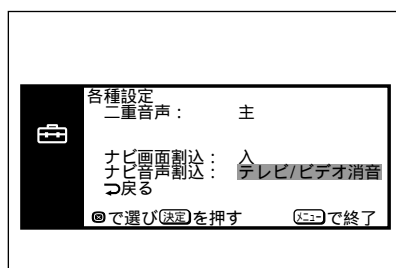 各種設定
二重音声： 主
ナビ画面割込： 入
ナビ音声割込： テレビ/ビデオ消音
戻る
で選び決定を押す メニューで終了